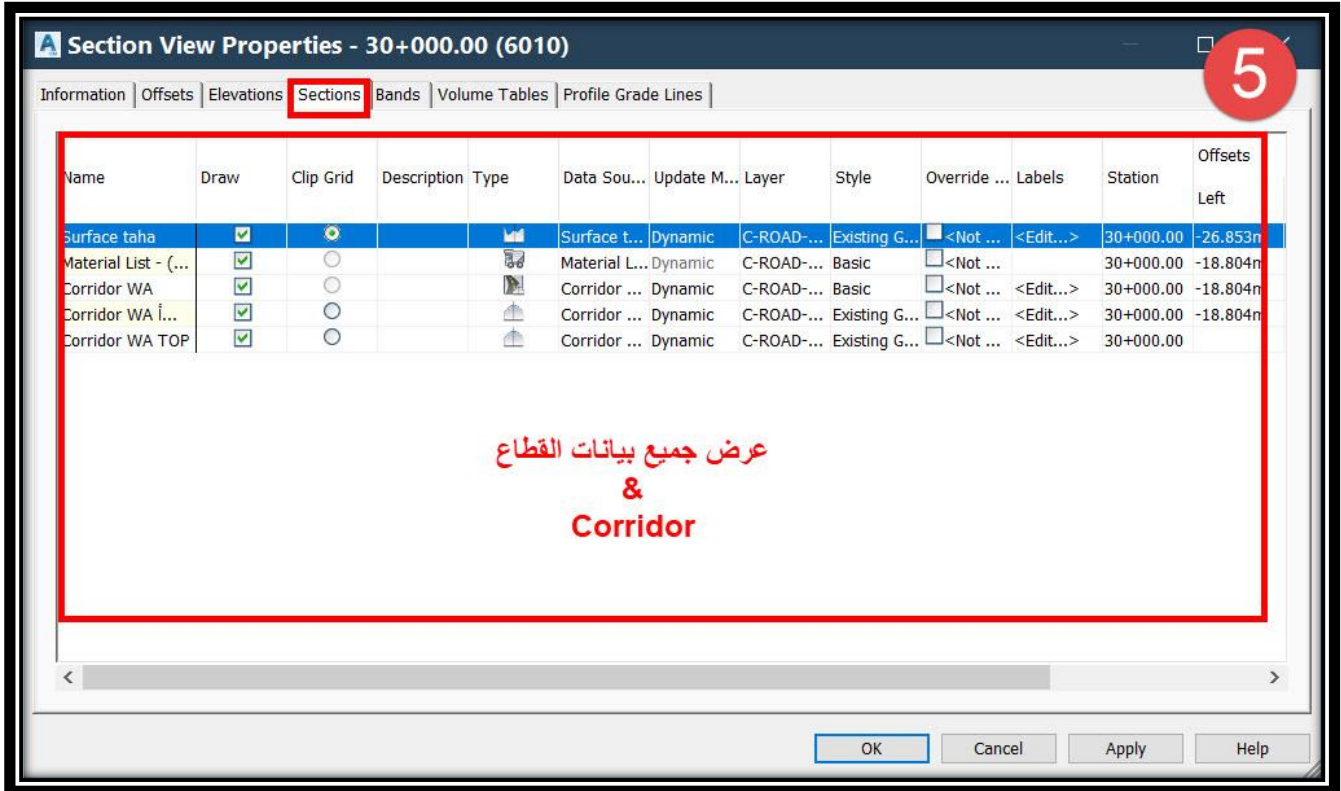 Section View Properties - 30+000.00 (6010)
5
Information Offsets Elevations Sections Bands Volume Tables Profile Grade Lines
Name Draw Clip Grid Description Type Data Sou... Update M... Layer Style Override ... Labels Station Offsets
Left
Surface taha Surface t... Dynamic C-ROAD-... Existing G... <Not ... <Edit...> 30+000.00 -26.853m
Material List - (... Material L... Dynamic C-ROAD-... Basic <Not ... 30+000.00 -18.804m
Corridor WA Corridor ... Dynamic C-ROAD-... Basic <Not ... <Edit...> 30+000.00 -18.804m
Corridor WA أ... Corridor ... Dynamic C-ROAD-... Existing G... <Not ... <Edit...> 30+000.00 -18.804m
Corridor WA TOP Corridor ... Dynamic C-ROAD-... Existing G... <Not ... <Edit...> 30+000.00
عرض جميع بيانات القطاع
&
Corridor
OK Cancel Apply Help